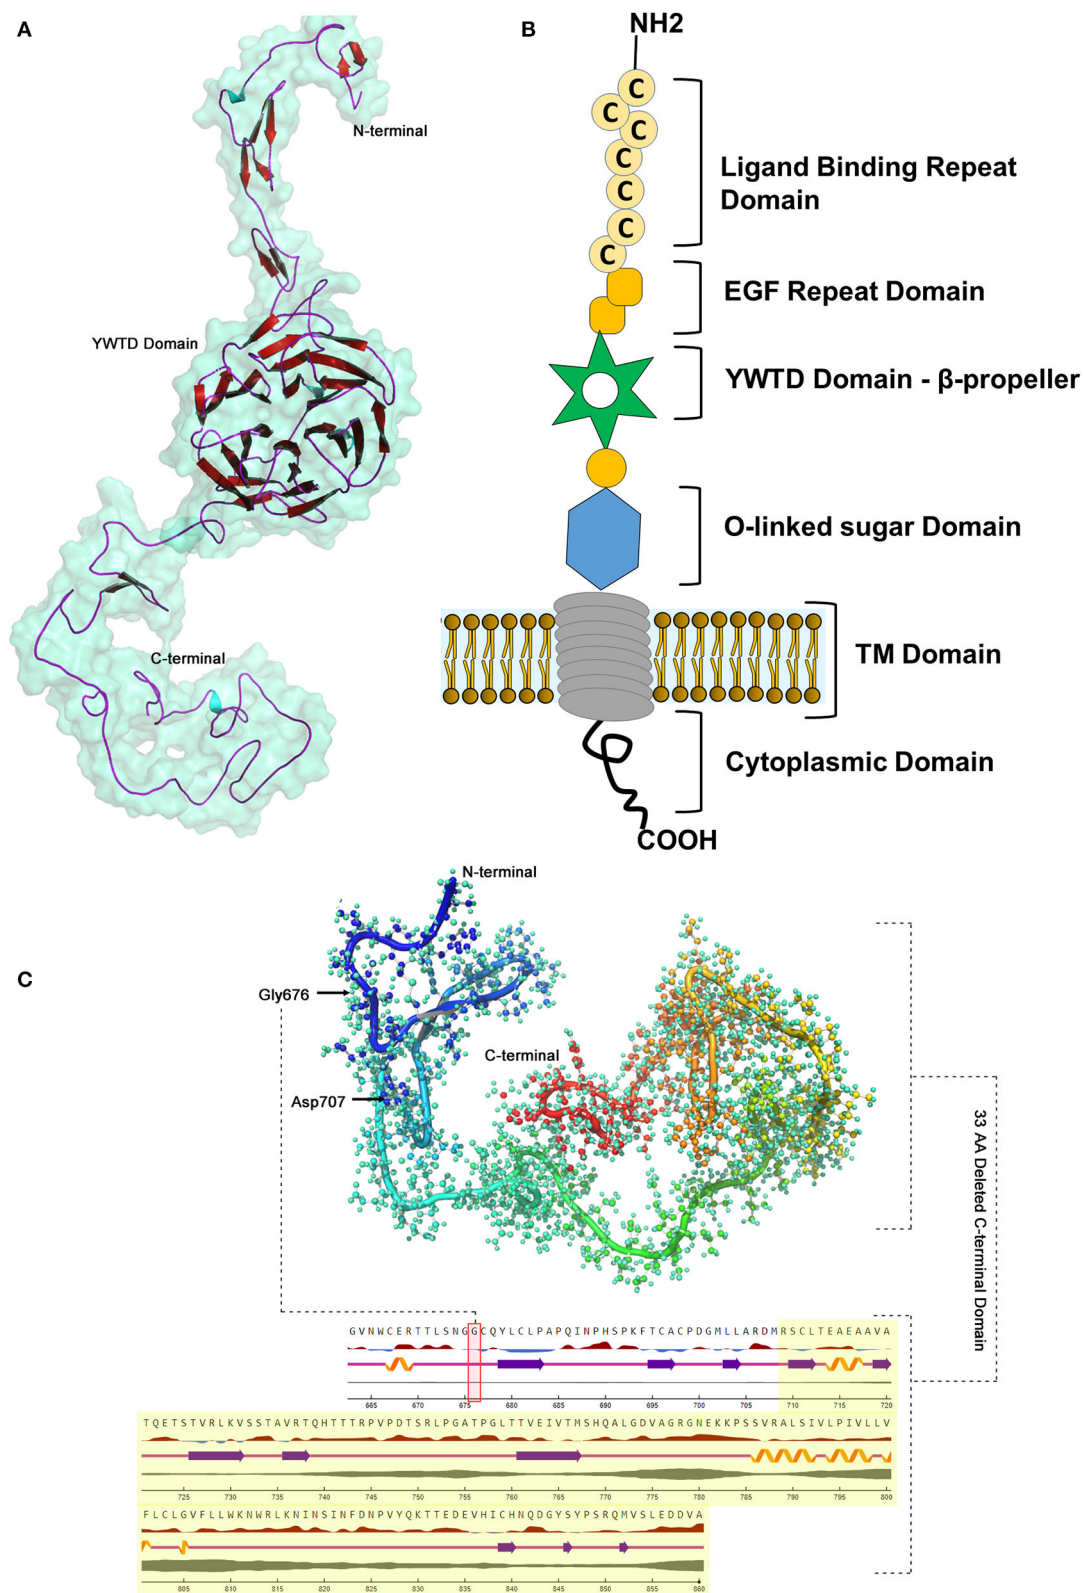 A
N-terminal
YWTD Domain
C-terminal
B
NH2
C
C
C
C
C
C
C
Ligand Binding Repeat
Domain
EGF Repeat Domain
YWTD Domain - β-propeller
O-linked sugar Domain
TM Domain
Cytoplasmic Domain
COOH
C
N-terminal
Gly676
C-terminal
Asp707
33 AA Deleted C-terminal Domain
GVNWCERTTLSNGGCQYLCLPAPQINPHSPKFTCACPDGMLLARDMRSCLTEAEAAVA
665 670 675 680 685 690 695 700 705 710 715 720
TQETSTVRLKVSSTAVRTQHTTTRPVPDTSRLPGATPGLTTVEIVTMSHQALGDVAGRGNEKKPSSVRALSIVLPIVLLV
725 730 735 740 745 750 755 760 765 770 775 780 785 790 795 800
FLCLGVFLLWKNWRLKNINSINFDNPVYQKTTEDEVHICHNQDGYSYPSRQMVSLEDDVA
805 810 815 820 825 830 835 840 845 850 855 860